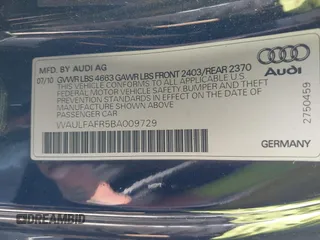 MFD. BY AUDI AG
07/10 GVWR LBS 4663 GAWR LBS FRONT 2403/REAR 2370
THIS VEHICLE CONFORMS TO ALL APPLICABLE
FEDERAL MOTOR VEHICLE SAFETY BUMPER AND
THEFT PREVENTION STANDARDS IN EFFECT ON
THE DATE OF MANUFACTURE SHOWN ABOVE
PASSENGER CAR
WAULFAFR5BA009729
Audi
2750459
GERMANY
DREAMBID